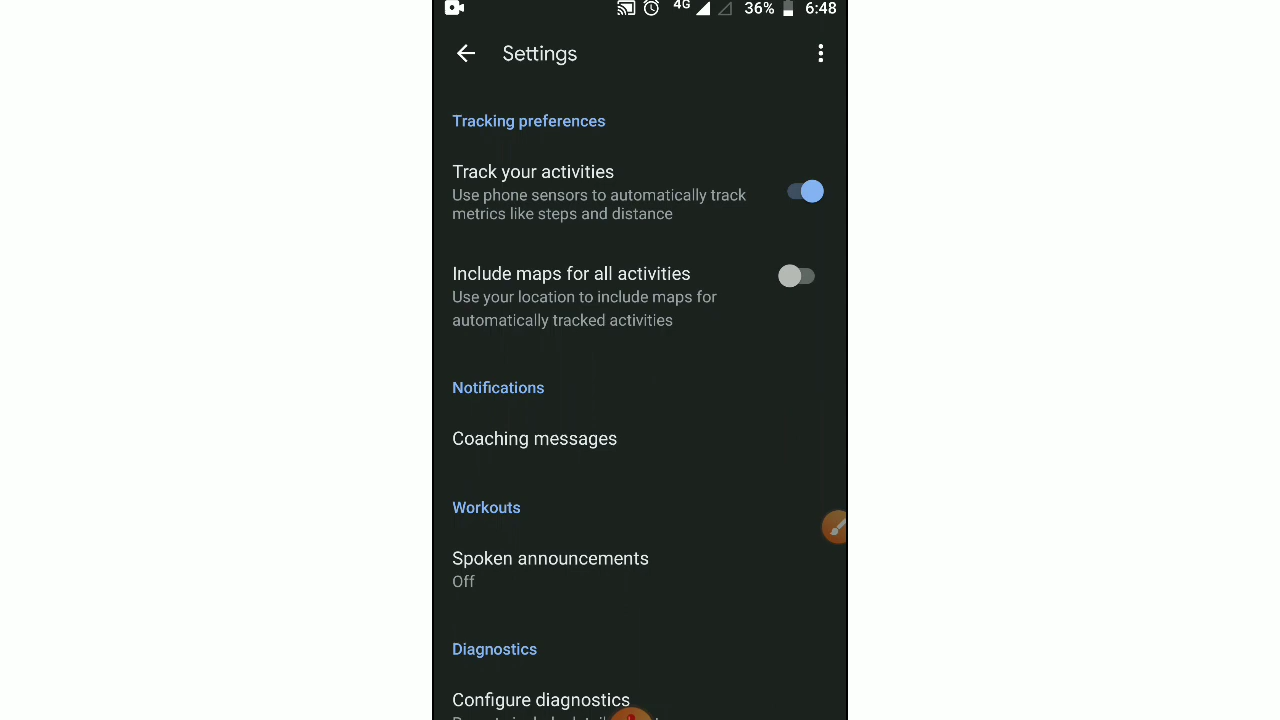 4G 36% 6:48
Settings
Tracking preferences
Track your activities
Use phone sensors to automatically track
metrics like steps and distance
Include maps for all activities
Use your location to include maps for
automatically tracked activities
Notifications
Coaching messages
Workouts
Spoken announcements
Off
Diagnostics
Configure diagnostics